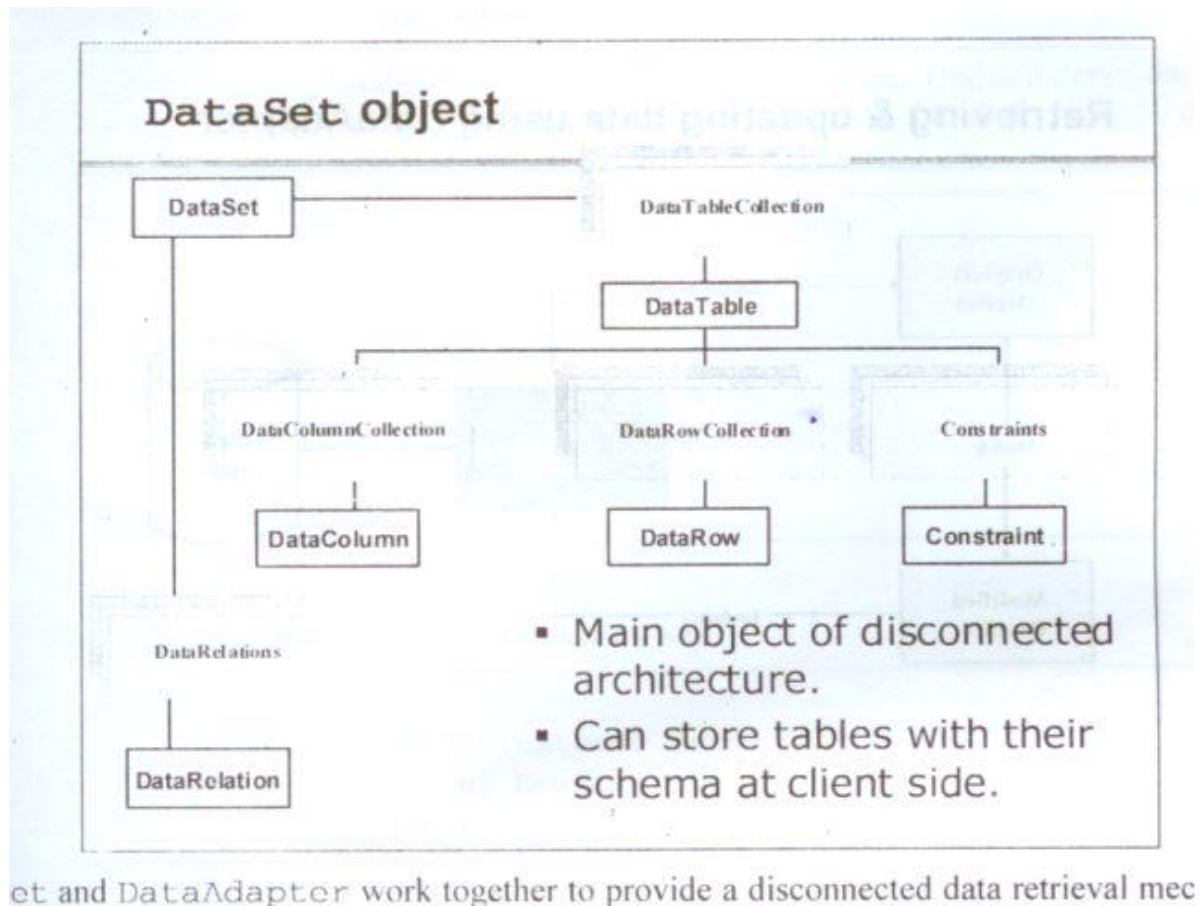 DataSet object
DataSet
DataTableCollection
DataTable
DataColumnCollection
DataRowCollection
Constraints
DataColumn
DataRow
Constraint
DataRelations
DataRelation
▪ Main object of disconnected
architecture.
▪ Can store tables with their
schema at client side.
et and DataAdapter work together to provide a disconnected data retrieval mec